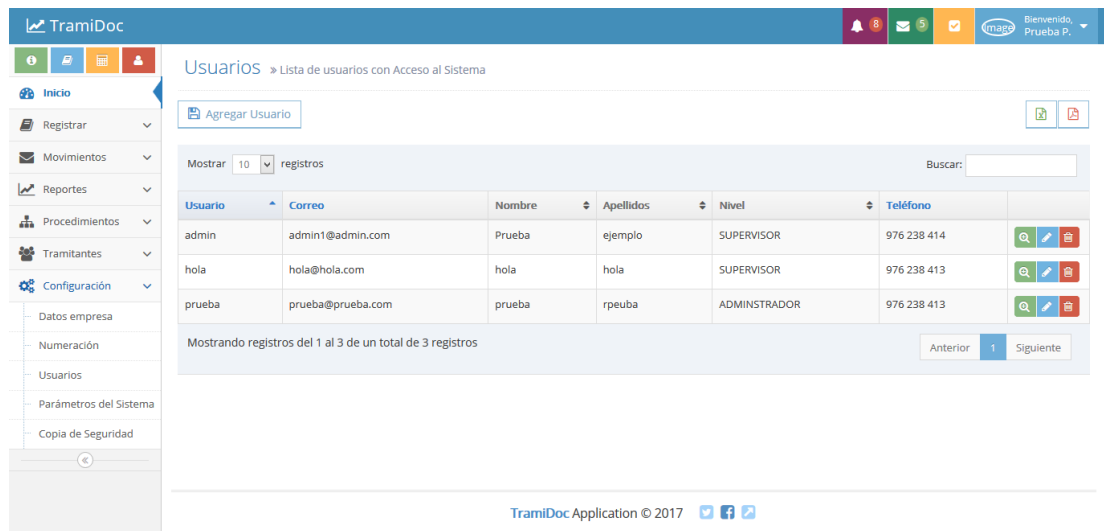 TramiDoc
8
5
image
Bienvenido,
Prueba P.
Usuarios » Lista de usuarios con Acceso al Sistema
Inicio
Registrar
Movimientos
Reportes
Procedimientos
Tramitantes
Configuración
Datos empresa
Numeración
Usuarios
Parámetros del Sistema
Copia de Seguridad
Agregar Usuario
Mostrar 10 registros
Buscar:
Usuario Correo Nombre Apellidos Nivel Teléfono
admin admin1@admin.com Prueba ejemplo SUPERVISOR 976 238 414
hola hola@hola.com hola hola SUPERVISOR 976 238 413
prueba prueba@prueba.com prueba rpeuba ADMINSTRADOR 976 238 413
Mostrando registros del 1 al 3 de un total de 3 registros
Anterior 1 Siguiente
TramiDoc Application © 2017